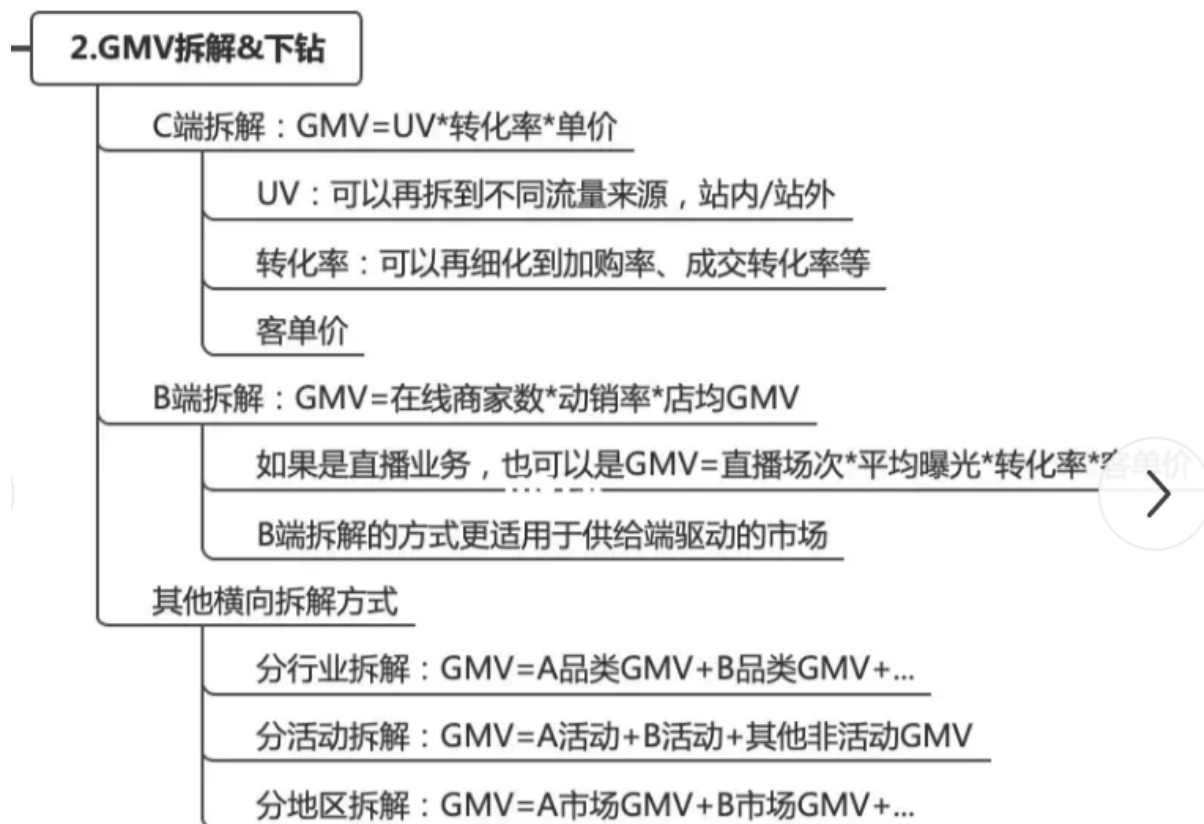 2.GMV拆解&下钻
C端拆解：GMV=UV*转化率*单价
UV：可以再拆到不同流量来源，站内/站外
转化率：可以再细化到加购率、成交转化率等
客单价
B端拆解：GMV=在线商家数*动销率*店均GMV
如果是直播业务，也可以是GMV=直播场次*平均曝光*转化率*客单价
B端拆解的方式更适用于供给端驱动的市场
其他横向拆解方式
分行业拆解：GMV=A品类GMV+B品类GMV+...
分活动拆解：GMV=A活动+B活动+其他非活动GMV
分地区拆解：GMV=A市场GMV+B市场GMV+...